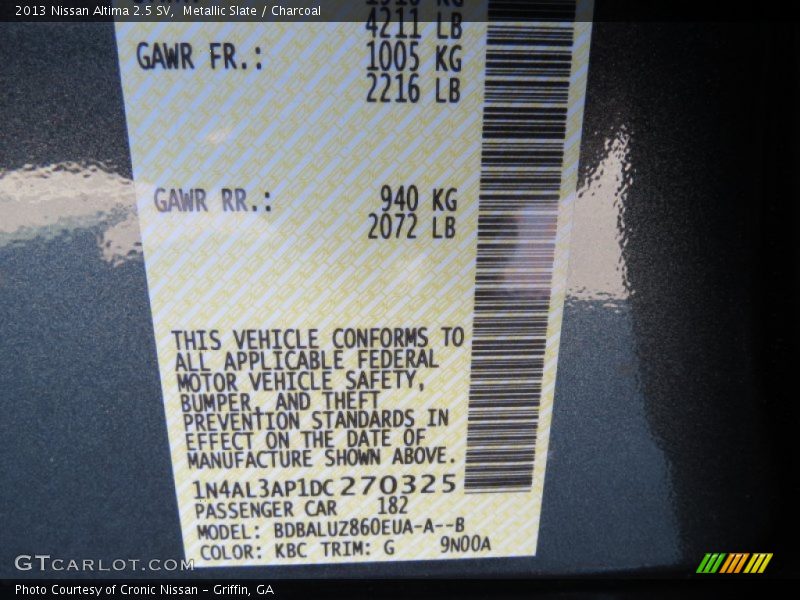 2013 Nissan Altima 2.5 SV,  Metallic Slate / Charcoal
4211 LB
GAWR FR.: 1005 KG
2216 LB
GAWR RR.: 940 KG
2072 LB
THIS VEHICLE CONFORMS TO
ALL APPLICABLE FEDERAL
MOTOR VEHICLE SAFETY,
BUMPER, AND THEFT
PREVENTION STANDARDS IN
EFFECT ON THE DATE OF
MANUFACTURE SHOWN ABOVE.
1N4AL3AP1DC270325
PASSENGER CAR 182
MODEL: BDBALUZ860EUA-A--B
COLOR: KBC TRIM: G 9N00A
GTCARLOT.COM
Photo Courtesy of Cronic Nissan - Griffin, GA